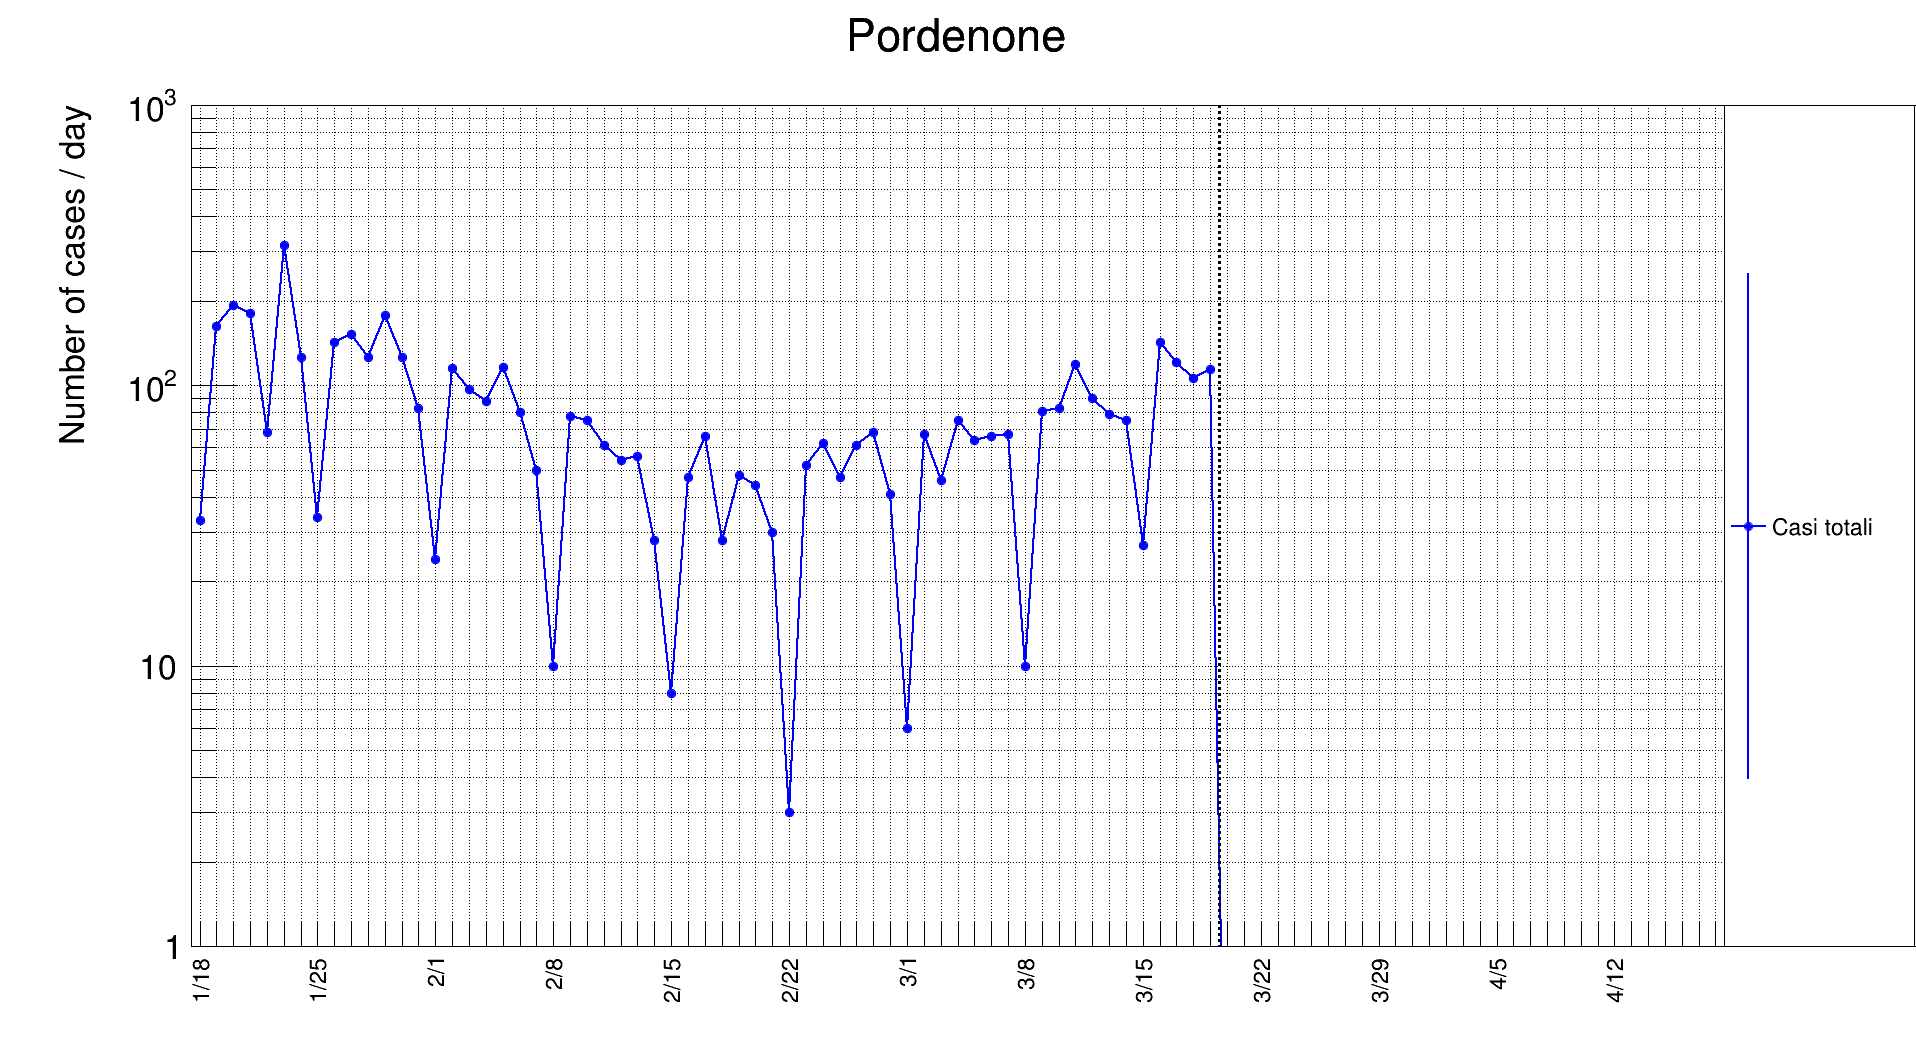 Pordenone
Number of cases / day
10³
10²
10
1
1/18 1/25 2/1 2/8 2/15 2/22 3/1 3/8 3/15 3/22 3/29 4/5 4/12
Casi totali